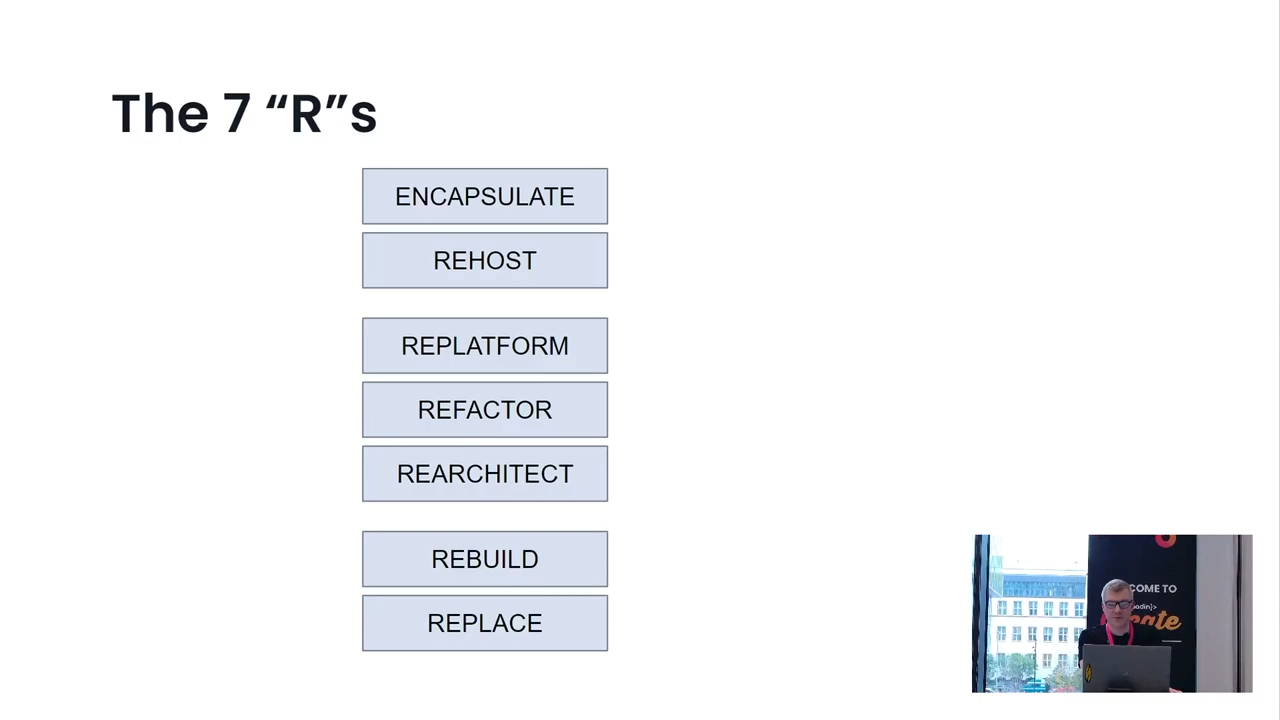 The 7 “R”s
ENCAPSULATE
REHOST
REPLATFORM
REFACTOR
REARCHITECT
REBUILD
REPLACE
COME TO